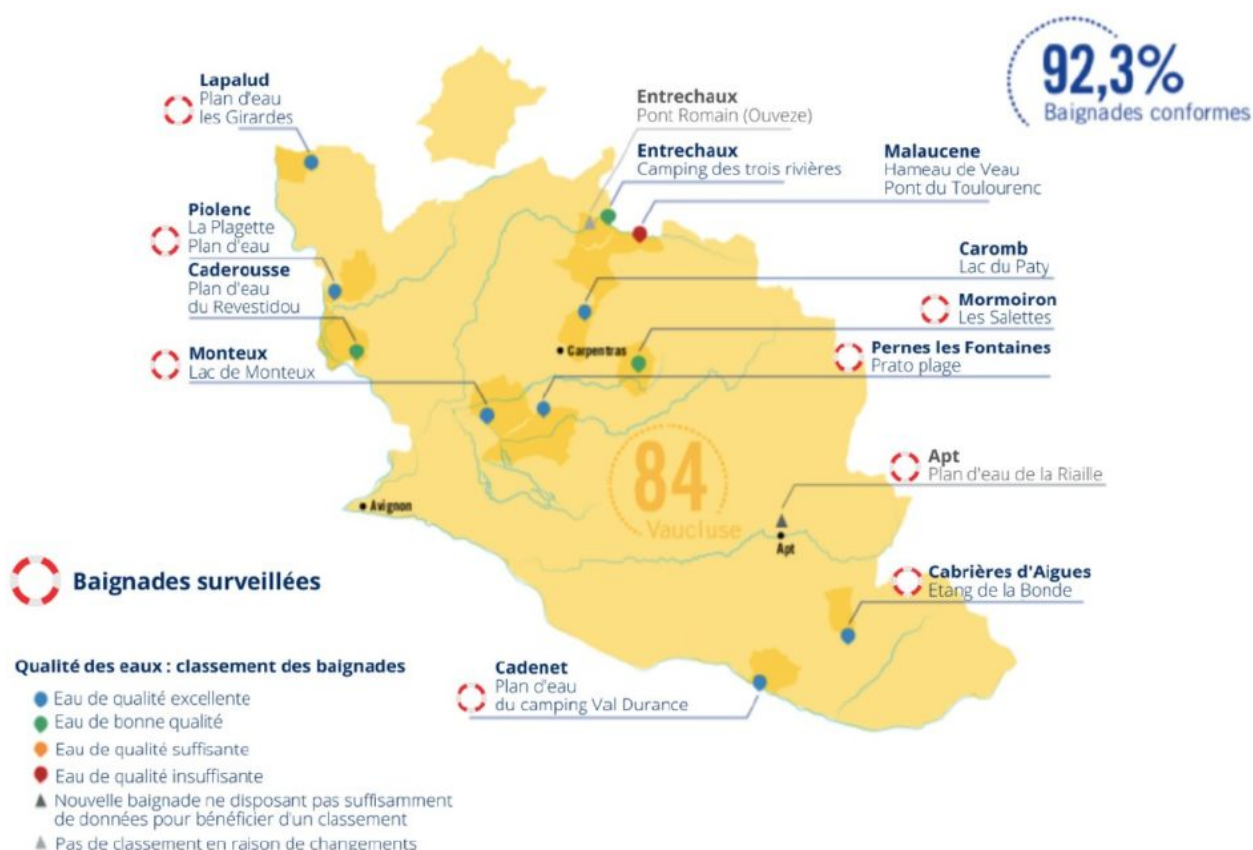 92,3%
Baignades conformes
Lapalud
Plan d'eau
les Girardes
Entrechaux
Pont Romain (Ouveze)
Entrechaux
Camping des trois rivières
Malaucene
Hameau de Veau
Pont du Toulourenc
Piolenc
La Plagette
Plan d'eau
Caderousse
Plan d'eau
du Revestidou
Caromb
Lac du Paty
Mormoiron
Les Salettes
Monteux
Lac de Monteux
Carpentras
Pernes les Fontaines
Prato plage
84
Vaucluse
Apt
Plan d'eau de la Riaille
Avignon
Apt
Cabrières d'Aigues
Etang de la Bonde
Baignades surveillées
Cadenet
Plan d'eau
du camping Val Durance
Qualité des eaux : classement des baignades
Eau de qualité excellente
Eau de bonne qualité
Eau de qualité suffisante
Eau de qualité insuffisante
Nouvelle baignade ne disposant pas suffisamment
de données pour bénéficier d'un classement
Pas de classement en raison de changements